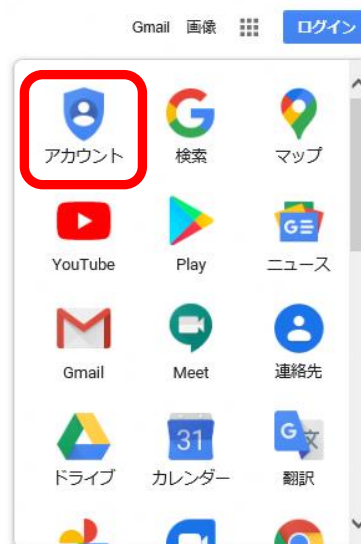 Gmail 画像 ログイン
アカウント 検索 マップ
G
YouTube Play ニュース
Gmail Meet 連絡先
31 G 文
ドライブ カレンダー 翻訳